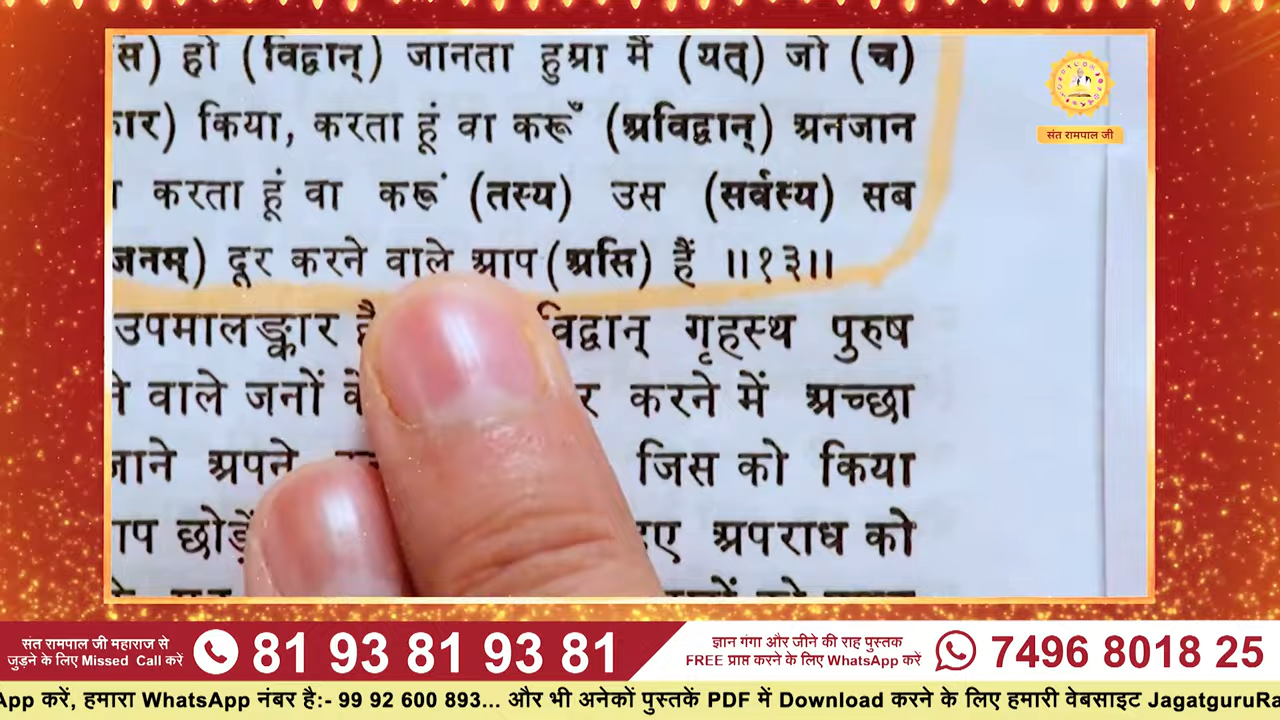 हो (विद्वान्) जानता हुआ मैं (यत्) जो (च)
किया, करता हूं वा करूँ (अविद्वान्) अनजान
करता हूं वा करूं (तस्य) उस (सर्वस्य) सब
दूर करने वाले आप (असि) हैं ॥१३॥
उपमालङ्कार विद्वान् गृहस्थ पुरुष
वाले जनों करने में अच्छा
अपने जिस को किया
छोड़ें अपराध को
संत रामपाल जी
संत रामपाल जी महाराज से
जुड़ने के लिए Missed Call करें
81 93 81 93 81
ज्ञान गंगा और जीने की राह पुस्तक
FREE प्राप्त करने के लिए WhatsApp करें
7496 8018 25
करें, हमारा WhatsApp नंबर है:- 99 92 600 893... और भी अनेकों पुस्तकें PDF में Download करने के लिए हमारी वेबसाइट